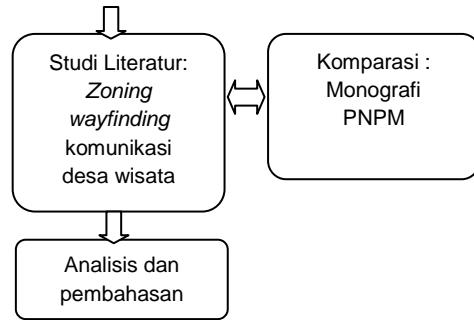 Studi Literatur:
Zoning
wayfinding
komunikasi
desa wisata
Komparasi :
Monografi
PNPM
Analisis dan
pembahasan